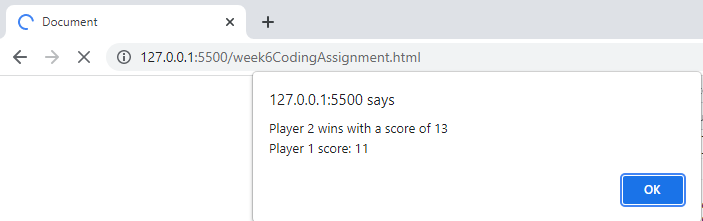 Document
127.0.0.1:5500/week6CodingAssignment.html
127.0.0.1:5500 says
Player 2 wins with a score of 13
Player 1 score: 11
OK